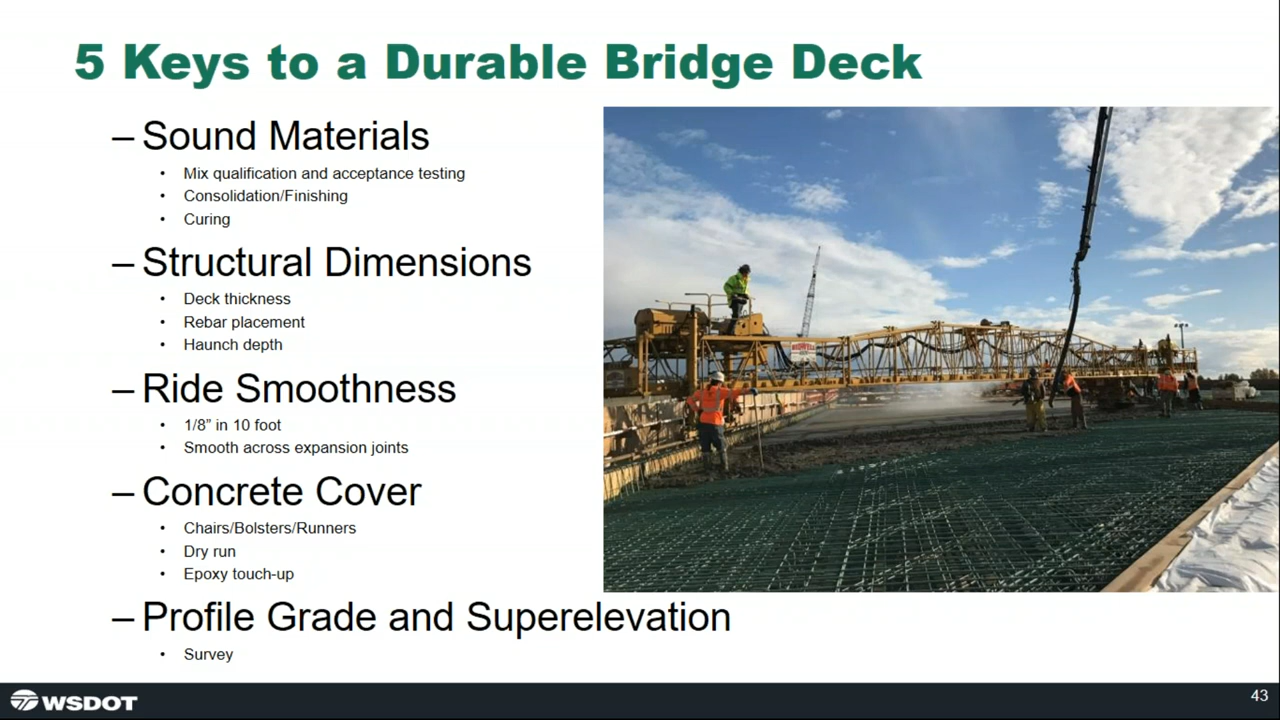 5 Keys to a Durable Bridge Deck
– Sound Materials
• Mix qualification and acceptance testing
• Consolidation/Finishing
• Curing
– Structural Dimensions
• Deck thickness
• Rebar placement
• Haunch depth
– Ride Smoothness
• 1/8” in 10 foot
• Smooth across expansion joints
– Concrete Cover
• Chairs/Bolsters/Runners
• Dry run
• Epoxy touch-up
– Profile Grade and Superelevation
• Survey
BIDWELL
WSDOT
43